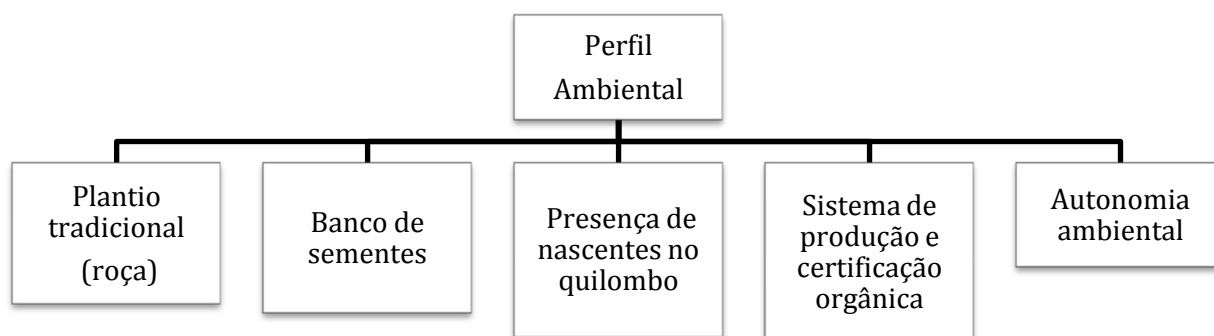 Perfil
Ambiental
Plantio
tradicional
(roça)
Banco de
sementes
Presença de
nascentes no
quilombo
Sistema de
produção e
certificação
orgânica
Autonomia
ambiental